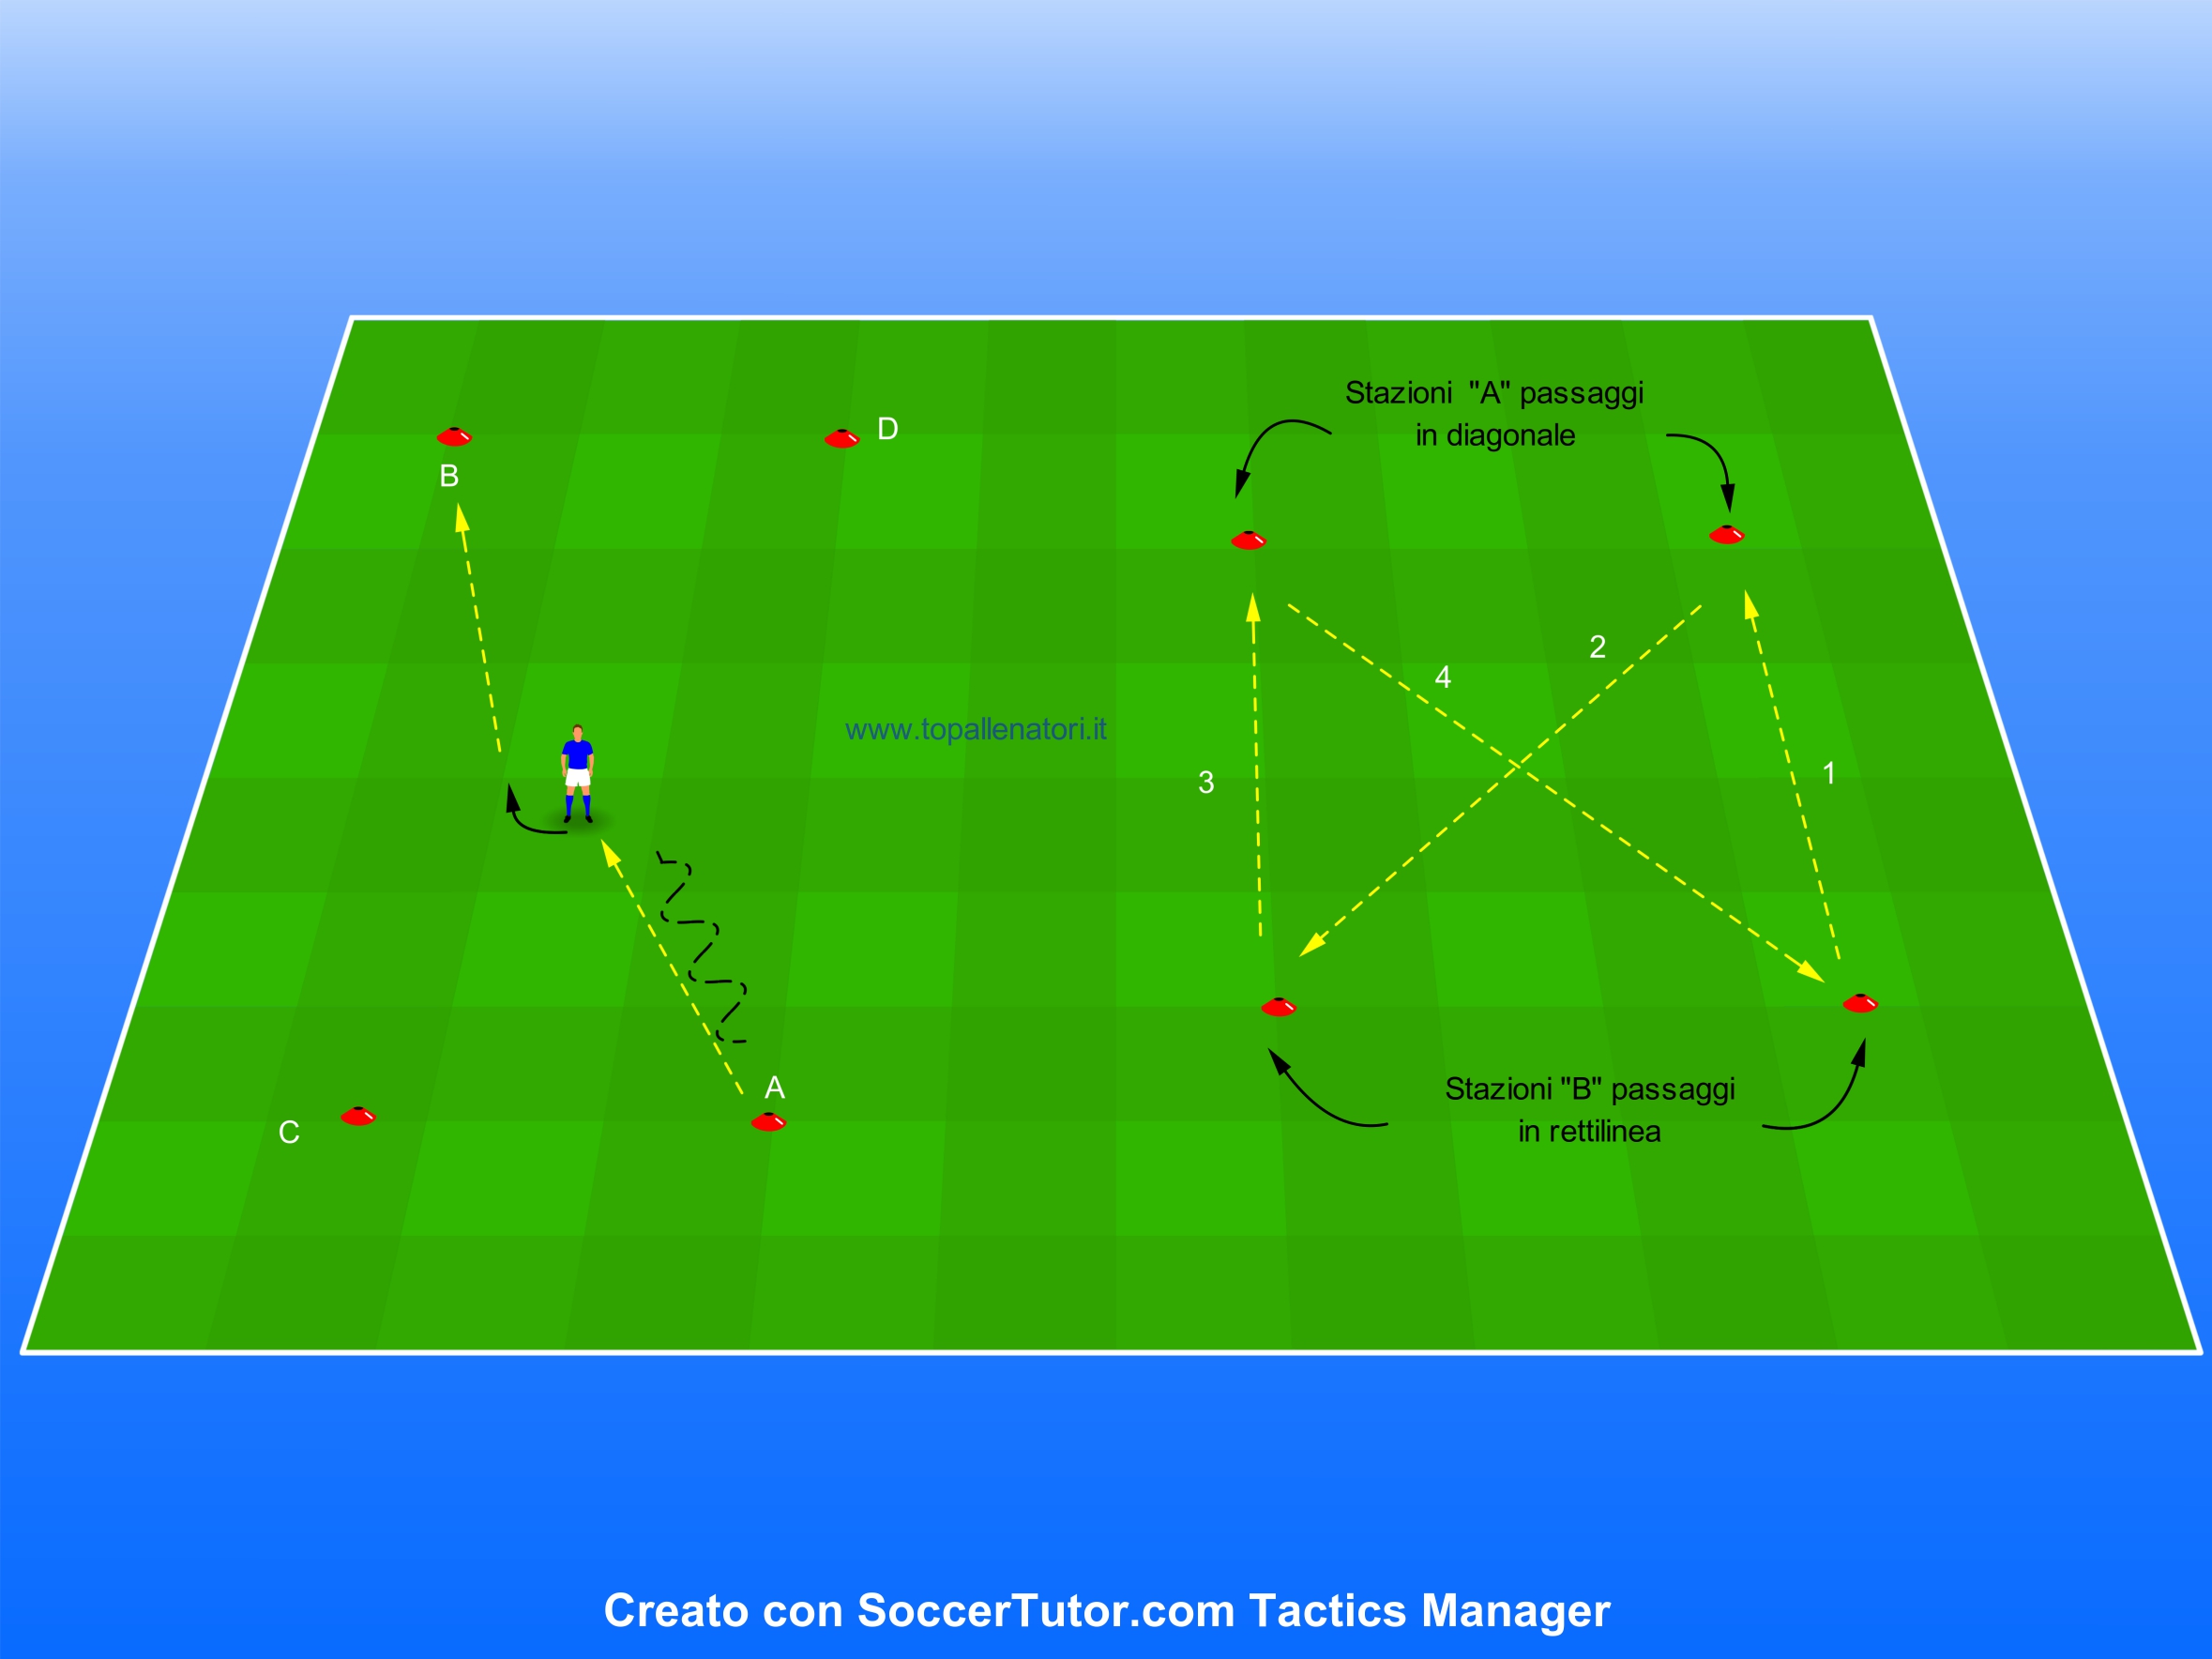 Stazioni "A" passaggi
in diagonale
D
B
2
4
www.topallenatori.it
3
1
A
Stazioni "B" passaggi
in rettilinea
C
Creato con SoccerTutor.com Tactics Manager